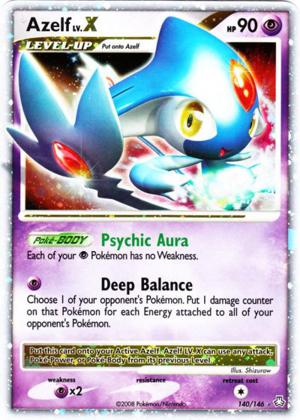 Azelf LV.X HP 90
LEVEL-UP Put onto Azelf
Poké-BODY Psychic Aura
Each of your Pokémon has no Weakness.
Deep Balance
Choose 1 of your opponent's Pokémon. Put 1 damage counter
on that Pokémon for each Energy attached to all of your
opponent's Pokémon.
Put this card onto your Active Azelf. Azelf LV.X can use any attack,
Poké-Power, or Poké-Body from its previous Level.
Illus. Shizurow
weakness resistance retreat cost
×2
©2008 Pokémon/Nintendo 140/146